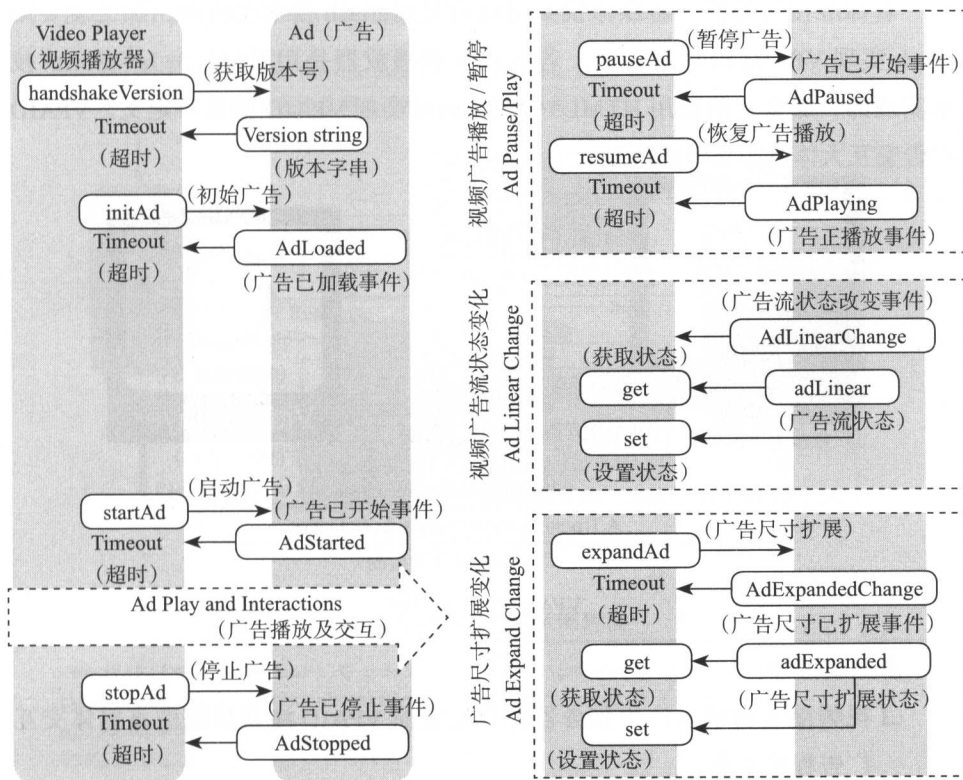 Video Player
(视频播放器)
Ad (广告)
handshakeVersion
(获取版本号)
Timeout
(超时)
Version string
(版本字串)
initAd
(初始广告)
Timeout
(超时)
AdLoaded
(广告已加载事件)
startAd
(启动广告)
(广告已开始事件)
Timeout
(超时)
AdStarted
Ad Play and Interactions
(广告播放及交互)
stopAd
(停止广告)
(广告已停止事件)
Timeout
(超时)
AdStopped
视频广告播放/暂停
Ad Pause/Play
pauseAd
(暂停广告)
(广告已开始事件)
Timeout
(超时)
AdPaused
resumeAd
(恢复广告播放)
Timeout
(超时)
AdPlaying
(广告正播放事件)
视频广告流状态变化
Ad Linear Change
(广告流状态改变事件)
AdLinearChange
(获取状态)
get
adLinear
(广告流状态)
set
(设置状态)
广告尺寸扩展变化
Ad Expand Change
expandAd
(广告尺寸扩展)
Timeout
(超时)
AdExpandedChange
(广告尺寸已扩展事件)
get
adExpanded
(获取状态)
(广告尺寸扩展状态)
set
(设置状态)